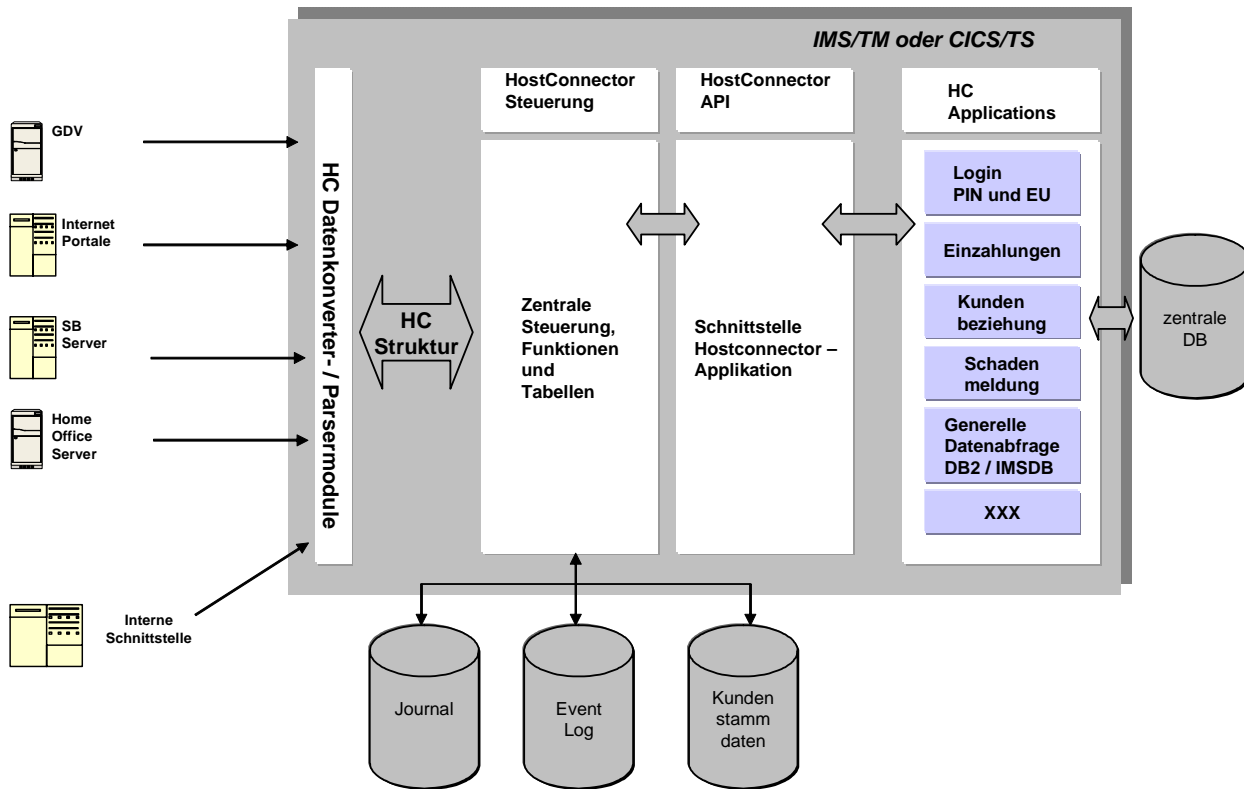 IMS/TM oder CICS/TS
HostConnector
Steuerung
HostConnector
API
HC
Applications
GDV
Internet
Portale
SB
Server
Home
Office
Server
Interne
Schnittstelle
HC Datenkonverter- / Parsermodule
HC
Struktur
Zentrale
Steuerung,
Funktionen
und
Tabellen
Schnittstelle
Hostconnector –
Applikation
Login
PIN und EU
Einzahlungen
Kunden
beziehung
Schaden
meldung
Generelle
Datenabfrage
DB2 / IMSDB
XXX
zentrale
DB
Journal
Event
Log
Kunden
stamm
daten